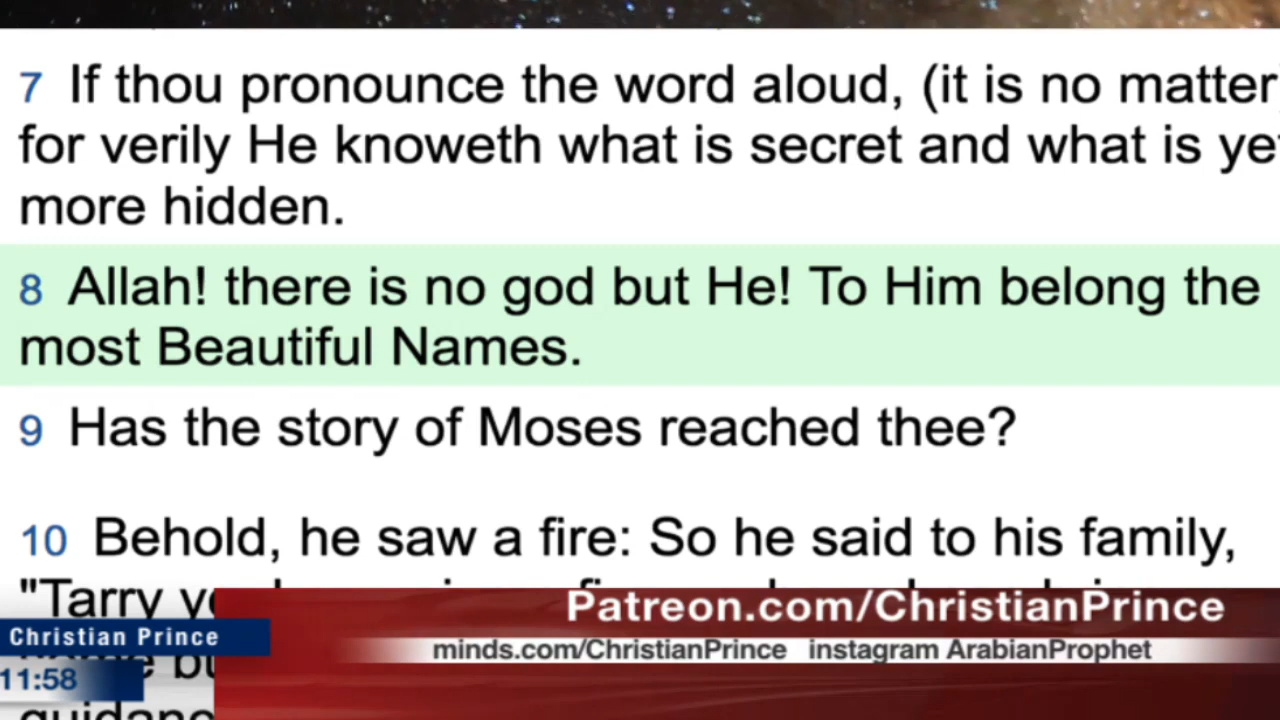 7 If thou pronounce the word aloud, (it is no matter
for verily He knoweth what is secret and what is
more hidden.
8 Allah! there is no god but He! To Him belong the
most Beautiful Names.
9 Has the story of Moses reached thee?
10 Behold, he saw a fire: So he said to his family,
"Tarry
Patreon.com/ChristianPrince
Christian Prince
minds.com/ChristianPrince instagram ArabianProphet
11:58